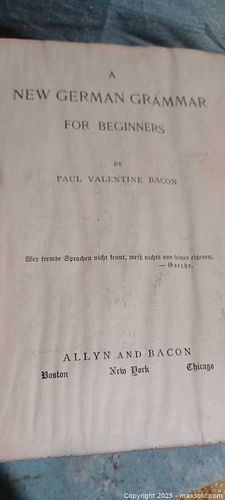 A
NEW GERMAN GRAMMAR
FOR BEGINNERS
BY
PAUL VALENTINE BACON
Wer fremde Sprachen nicht kennt, weiß nichts von seiner eigenen.
— Goethe.
ALLYN AND BACON
Boston New York Chicago
Copyright 2025 - maxsold.com